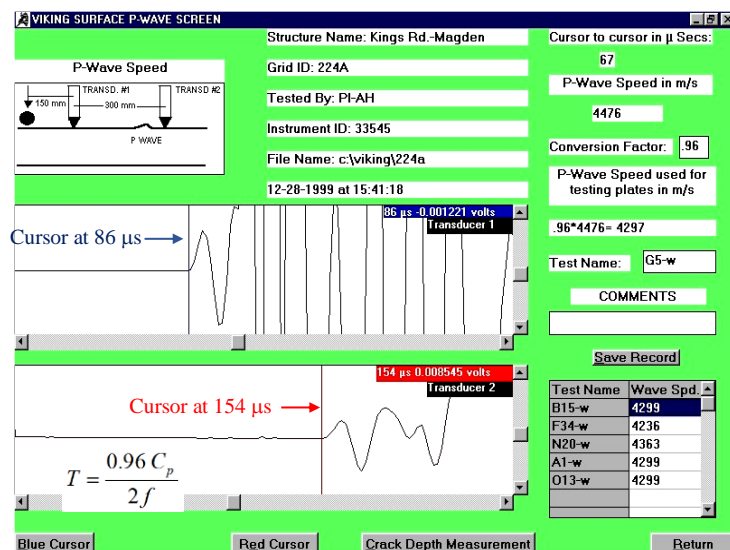 VIKING SURFACE P-WAVE SCREEN
Structure Name: Kings Rd.-Magden
Grid ID: 224A
Tested By: PI-AH
Instrument ID: 33545
File Name: c:\viking\224a
12-28-1999 at 15:41:18
P-Wave Speed
TRANSD. #1
TRANSD #2
150 mm
300 mm
P WAVE
Cursor to cursor in µ Secs:
67
P-Wave Speed in m/s
4476
Conversion Factor: .96
P-Wave Speed used for
testing plates in m/s
.96*4476= 4297
Test Name: G5-w
COMMENTS
Save Record
Test Name Wave Spd.
B15-w 4299
F34-w 4236
N20-w 4363
A1-w 4299
O13-w 4299
86 µs -0.001221 volts
Transducer 1
Cursor at 86 µs
154 µs 0.008545 volts
Transducer 2
Cursor at 154 µs
T = 0.96 C_p / 2 f
Blue Cursor
Red Cursor
Crack Depth Measurement
Return